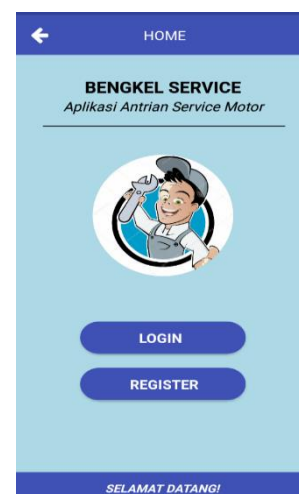 HOME
BENGKEL SERVICE
Aplikasi Antrian Service Motor
LOGIN
REGISTER
SELAMAT DATANG!